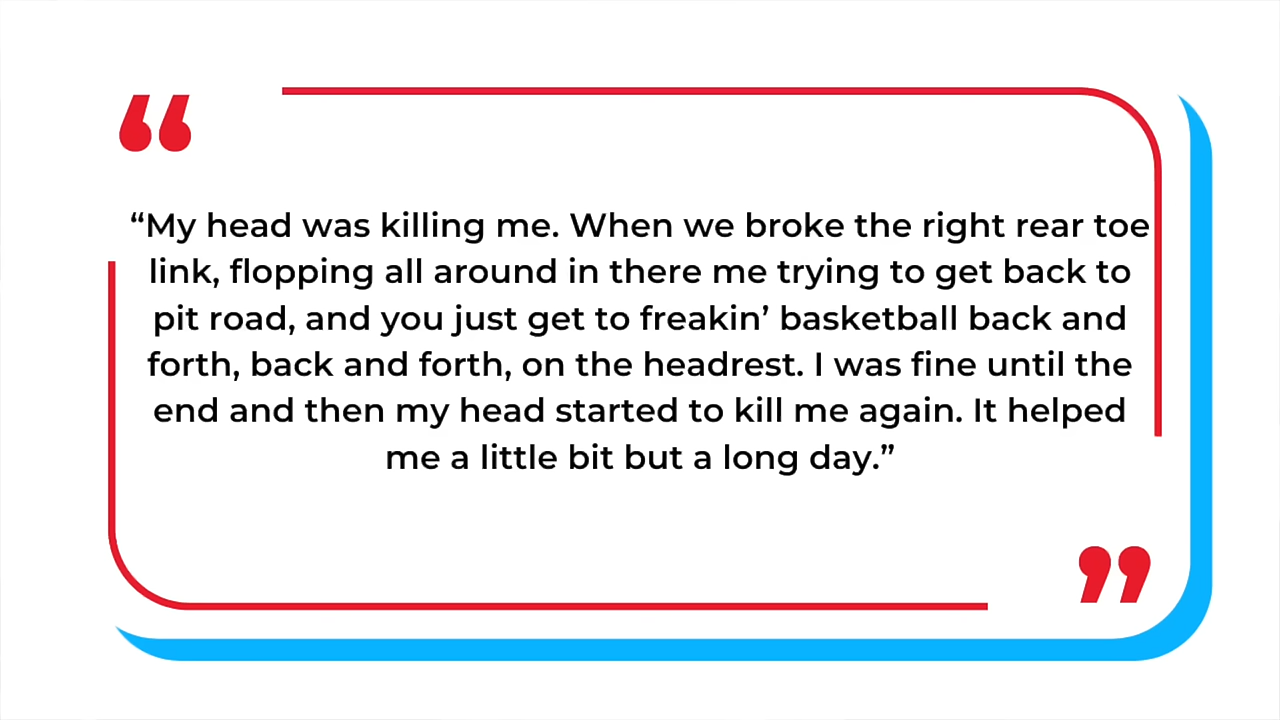 “My head was killing me. When we broke the right rear toe
link, flopping all around in there me trying to get back to
pit road, and you just get to freakin’ basketball back and
forth, back and forth, on the headrest. I was fine until the
end and then my head started to kill me again. It helped
me a little bit but a long day.”